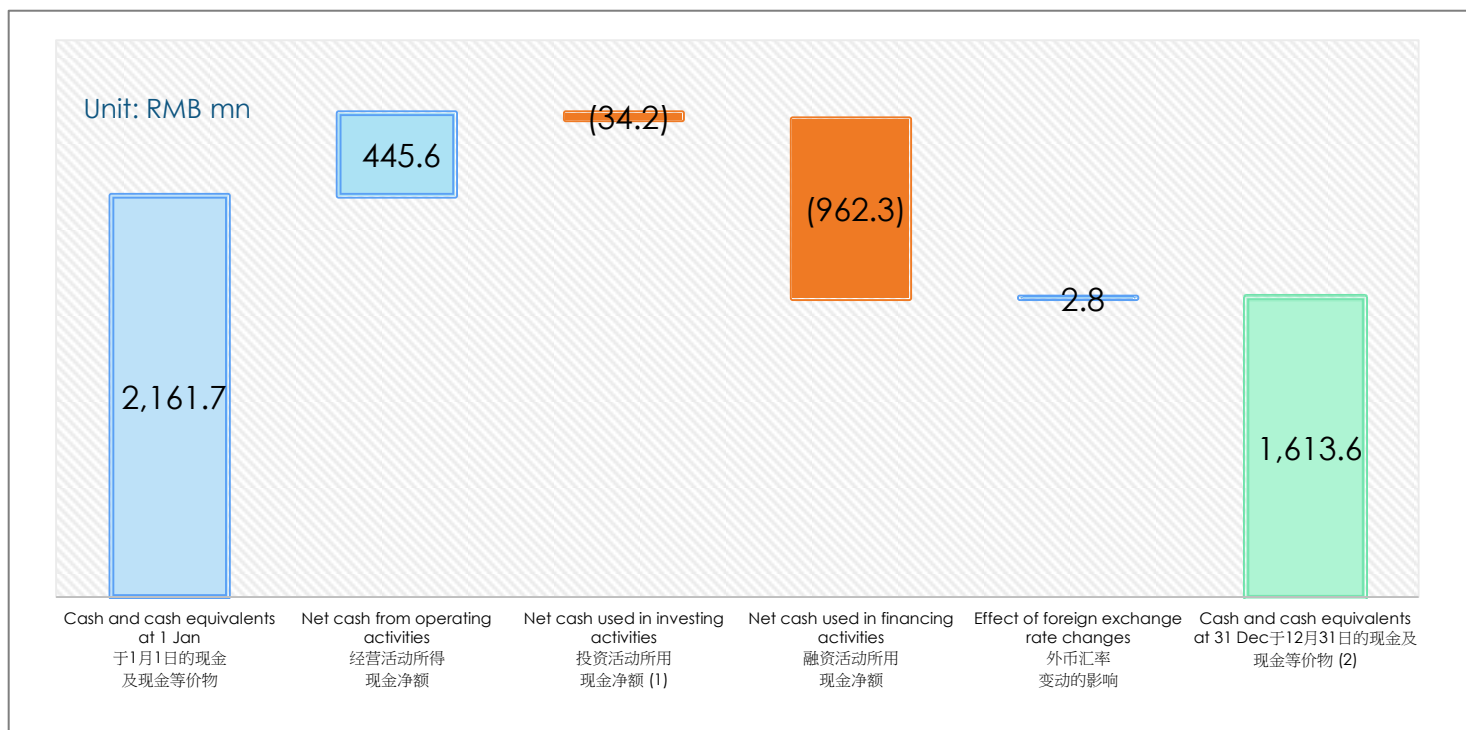 Unit: RMB mn
2,161.7
445.6
(34.2)
(962.3)
2.8
1,613.6
Cash and cash equivalents
at 1 Jan
于1月1日的现金
及现金等价物
Net cash from operating
activities
经营活动所得
现金净额
Net cash used in investing
activities
投资活动所用
现金净额 (1)
Net cash used in financing
activities
融资活动所用
现金净额
Effect of foreign exchange
rate changes
外币汇率
变动的影响
Cash and cash equivalents
at 31 Dec于12月31日的现金及
现金等价物 (2)